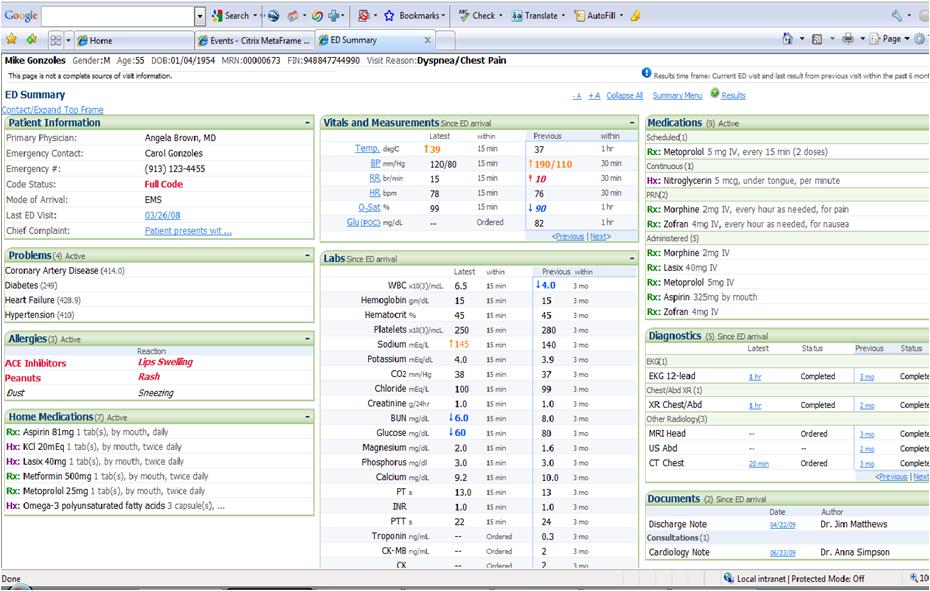 Google Search Bookmarks Check Translate AutoFill
Home Events - Citrix MetaFrame ... ED Summary Page
Mike Gonzoles Gender:M Age:55 DOB:01/04/1954 MRN:00000673 FIN:948847744990 Visit Reason:Dyspnea/Chest Pain
This page is not a complete source of visit information. Results time frame: Current ED visit and last result from previous visit within the past 6 mont
ED Summary - A + A Collapse All Summary Menu Results
Contact/Expand Top Frame
Patient Information –
Primary Physician: Angela Brown, MD
Emergency Contact: Carol Gonzoles
Emergency #: (913) 123-4455
Code Status: Full Code
Mode of Arrival: EMS
Last ED Visit: 03/26/08
Chief Complaint: Patient presents wit ...
Problems(4) Active –
Coronary Artery Disease (414.0)
Diabetes (249)
Heart Failure (428.9)
Hypertension (410)
Allergies(3) Active –
Reaction
ACE Inhibitors Lips Swelling
Peanuts Rash
Dust Sneezing
Home Medications(7) Active –
Rx: Aspirin 81mg 1 tab(s), by mouth, daily
Hx: KCl 20mEq 1 tab(s), by mouth, twice daily
Hx: Lasix 40mg 1 tab(s), by mouth, twice daily
Rx: Metformin 500mg 1 tab(s), by mouth, twice daily
Rx: Metoprolol 25mg 1 tab(s), by mouth, twice daily
Hx: Omega-3 polyunsaturated fatty acids 3 capsule(s), ...
Vitals and Measurements Since ED arrival –
Latest within Previous within
Temp. degC ↑39 15 min 37 1 hr
BP mm/Hg 120/80 15 min ↑190/110 30 min
RR br/min 15 15 min ! 10 30 min
HR bpm 78 15 min 76 30 min
O2Sat % 99 15 min ↓ 90 1 hr
Glu (POC) mg/dL -- Ordered 82 1 hr
<Previous | Next>
Labs Since ED arrival –
Latest within Previous within
WBC x10(3)/mcL 6.5 15 min ↓4.0 3 mo
Hemoglobin gm/dL 15 15 min 15 3 mo
Hematocrit % 45 15 min 45 3 mo
Platelets x10(3)/mcL 250 15 min 280 3 mo
Sodium mEq/L ↑145 15 min 140 3 mo
Potassium mEq/L 4.0 15 min 3.9 3 mo
CO2 mm/Hg 38 15 min 37 3 mo
Chloride mEq/L 100 15 min 99 3 mo
Creatinine g/24hr 1.0 15 min 1.0 3 mo
BUN mg/dL ↓6.0 15 min 8.0 3 mo
Glucose mg/dL ↓60 15 min 80 3 mo
Magnesium mg/dL 2.0 15 min 1.6 3 mo
Phosphorus mg/dl 3.0 15 min 3.0 3 mo
Calcium mg/dL 9.2 15 min 10.0 3 mo
PT s 13.0 15 min 13 3 mo
INR 1.0 15 min 1.0 3 mo
PTT s 22 15 min 24 3 mo
Troponin ng/mL -- Ordered 0.3 3 mo
CK-MB ng/mL -- Ordered 2 3 mo
CK -- Ordered 2 3 mo
Medications (9) Active
Scheduled(1)
Rx: Metoprolol 5 mg IV, every 15 min (2 doses)
Continuous (1)
Hx: Nitroglycerin 5 mcg, under tongue, per minute
PRN(2)
Rx: Morphine 2mg IV, every hour as needed, for pain
Rx: Zofran 4mg IV, every hour as needed, for nausea
Administered (5)
Rx: Morphine 2mg IV
Rx: Lasix 40mg IV
Rx: Metoprolol 5mg IV
Rx: Aspirin 325mg by mouth
Rx: Zofran 4mg IV
Diagnostics (5) Since ED arrival
Latest Status Previous Status
EKG(1)
EKG 12-lead 1 hr Completed 3 mo Complete
Chest/Abd XR (1)
XR Chest/Abd 1 hr Completed 2 mo Complete
Other Radiology(3)
MRI Head -- Ordered 3 mo Complete
US Abd -- 2 mo Complete
CT Chest 20 min Ordered 3 mo Complete
<Previous | Next
Documents (2) Since ED arrival
Date Author
Discharge Note 04/22/09 Dr. Jim Matthews
Consultations (1)
Cardiology Note 06/23/09 Dr. Anna Simpson
Done Local intranet | Protected Mode: Off 100